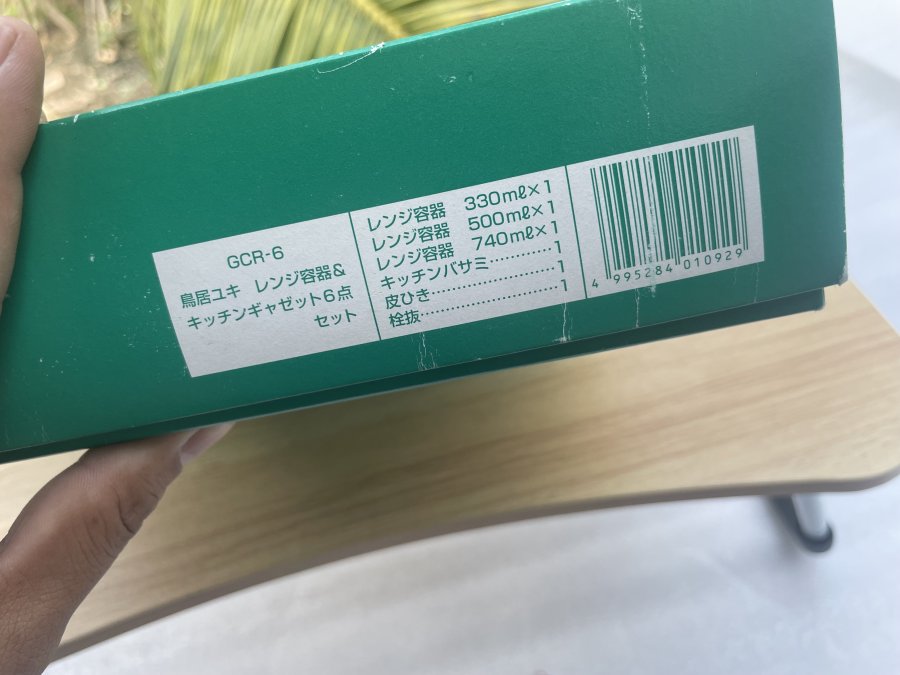 GCR-6
鳥居ユキ レンジ容器&
キッチンギャゼット6点
セット
レンジ容器 330mℓ×1
レンジ容器 500mℓ×1
レンジ容器 740mℓ×1
キッチンバサミ…………1
皮ひき……………………1
栓抜………………………1
4 995284 010929